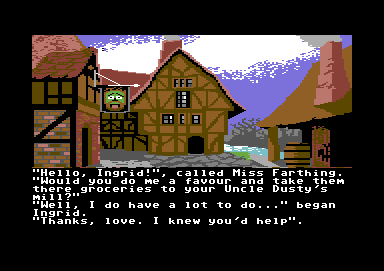 "Hello, Ingrid!", called Miss Farthing.
"Would you do me a favour and take them
there groceries to your Uncle Dusty's
mill?"
"Well, I do have a lot to do..." began
Ingrid.
"Thanks, love. I knew you'd help".